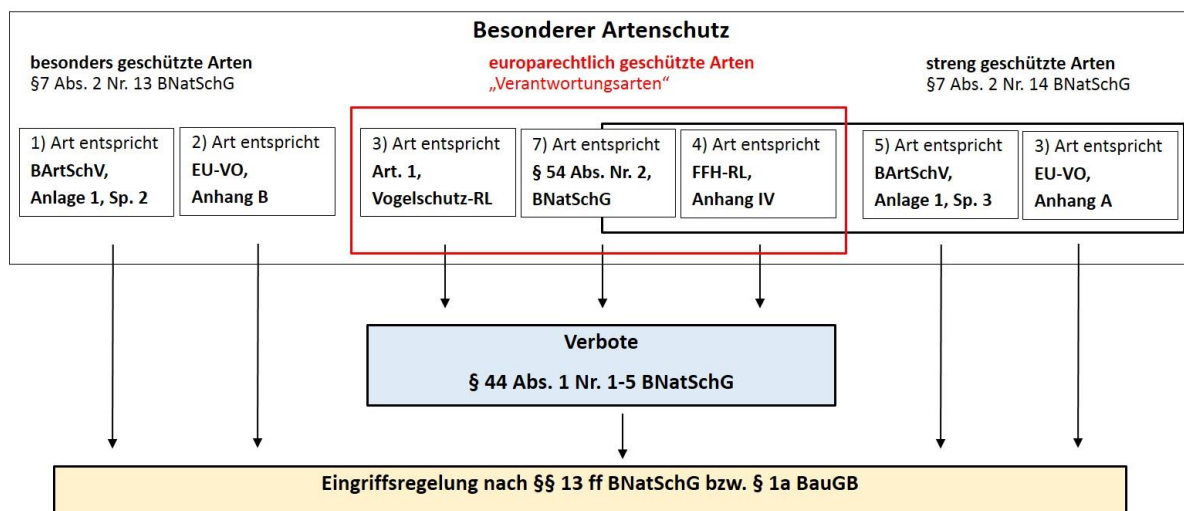 Besonderer Artenschutz
besonders geschützte Arten
§7 Abs. 2 Nr. 13 BNatSchG
europarechtlich geschützte Arten
„Verantwortungsarten“
streng geschützte Arten
§7 Abs. 2 Nr. 14 BNatSchG
1) Art entspricht
BArtSchV,
Anlage 1, Sp. 2
2) Art entspricht
EU-VO,
Anhang B
3) Art entspricht
Art. 1,
Vogelschutz-RL
7) Art entspricht
§ 54 Abs. Nr. 2,
BNatSchG
4) Art entspricht
FFH-RL,
Anhang IV
5) Art entspricht
BArtSchV,
Anlage 1, Sp. 3
3) Art entspricht
EU-VO,
Anhang A
Verbote
§ 44 Abs. 1 Nr. 1-5 BNatSchG
Eingriffsregelung nach §§ 13 ff BNatSchG bzw. § 1a BauGB